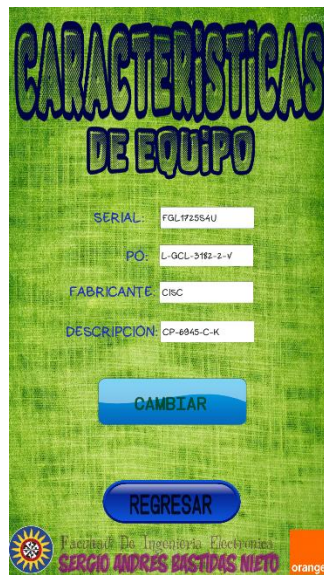 CARACTERiSTiCAS
DE EQUiPO
SERIAL: FGL1725S4U
PO: L-GCL-3182-2-V
FABRICANTE: CISC
DESCRIPCION: CP-6945-C-K
CAMBIAR
REGRESAR
Facultad De Ingenieria Electronica
SERGIO ANDRES BASTIDAS NIETO
orange